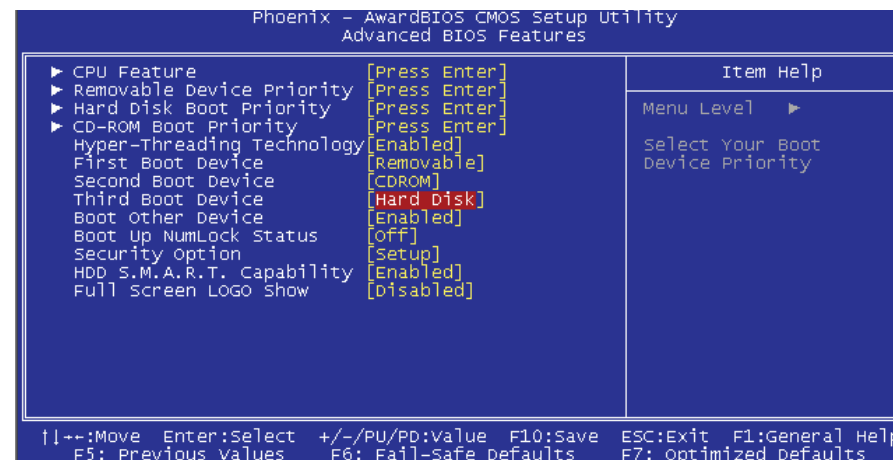 Phoenix - AwardBIOS CMOS Setup Utility
Advanced BIOS Features
► CPU Feature [Press Enter]
► Removable Device Priority [Press Enter]
► Hard Disk Boot Priority [Press Enter]
► CD-ROM Boot Priority [Press Enter]
Hyper-Threading Technology[Enabled]
First Boot Device [Removable]
Second Boot Device [CDROM]
Third Boot Device [Hard Disk]
Boot Other Device [Enabled]
Boot Up NumLock Status [Off]
Security Option [Setup]
HDD S.M.A.R.T. Capability [Enabled]
Full Screen LOGO Show [Disabled]
Item Help
Menu Level ►
Select Your Boot
Device Priority
↑↓→←:Move Enter:Select +/-/PU/PD:Value F10:Save ESC:Exit F1:General Help
F5: Previous Values F6: Fail-Safe Defaults F7: Optimized Defaults